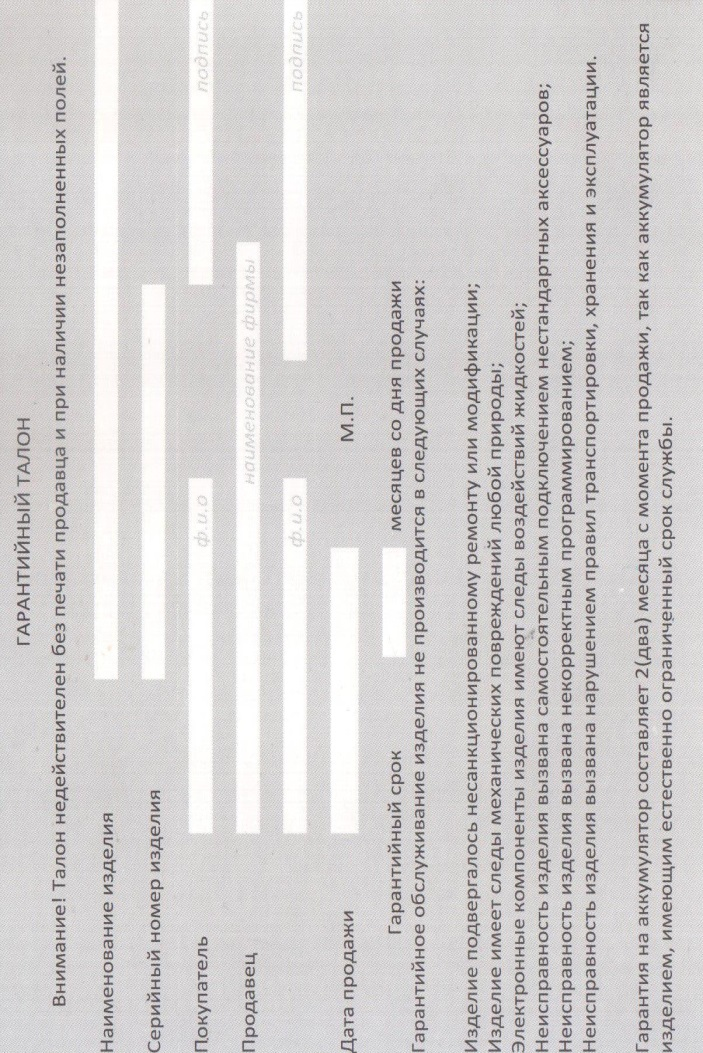 ГАРАНТИЙНЫЙ ТАЛОН
Внимание! Талон недействителен без печати продавца и при наличии незаполненных полей.
Наименование изделия
Серийный номер изделия
Покупатель ф.и.о подпись
Продавец наименование фирмы
ф.и.о подпись
Дата продажи М.П.
Гарантийный срок месяцев со дня продажи
Гарантийное обслуживание изделия не производится в следующих случаях:
Изделие подвергалось несанкционированному ремонту или модификации;
Изделие имеет следы механических повреждений любой природы;
Электронные компоненты изделия имеют следы воздействий жидкостей;
Неисправность изделия вызвана самостоятельным подключением нестандартных аксессуаров;
Неисправность изделия вызвана некорректным программированием;
Неисправность изделия вызвана нарушением правил транспортировки, хранения и эксплуатации.
Гарантия на аккумулятор составляет 2(два) месяца с момента продажи, так как аккумулятор является
изделием, имеющим естественно ограниченный срок службы.